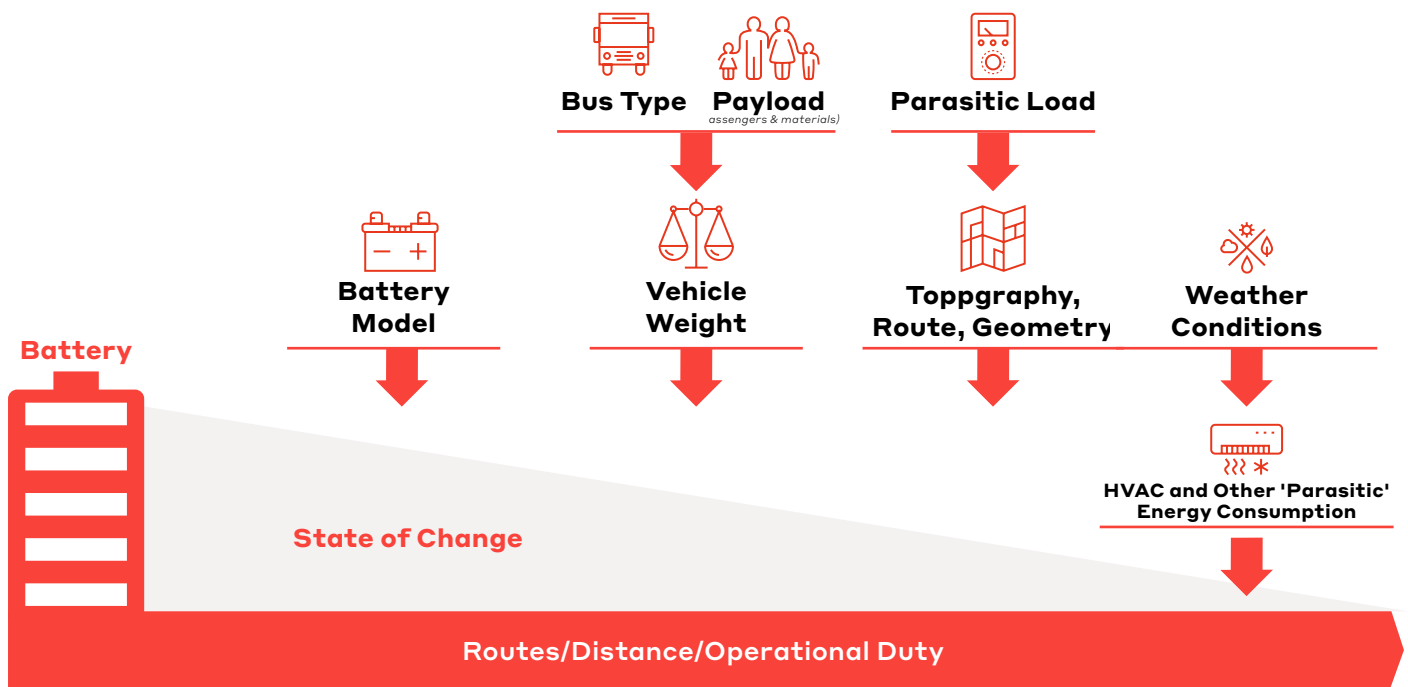 Bus Type
Payload
assengers & materials)
Parasitic Load
Battery
Model
Vehicle
Weight
Toppgraphy,
Route, Geometry
Weather
Conditions
Battery
HVAC and Other 'Parasitic'
Energy Consumption
State of Change
Routes/Distance/Operational Duty